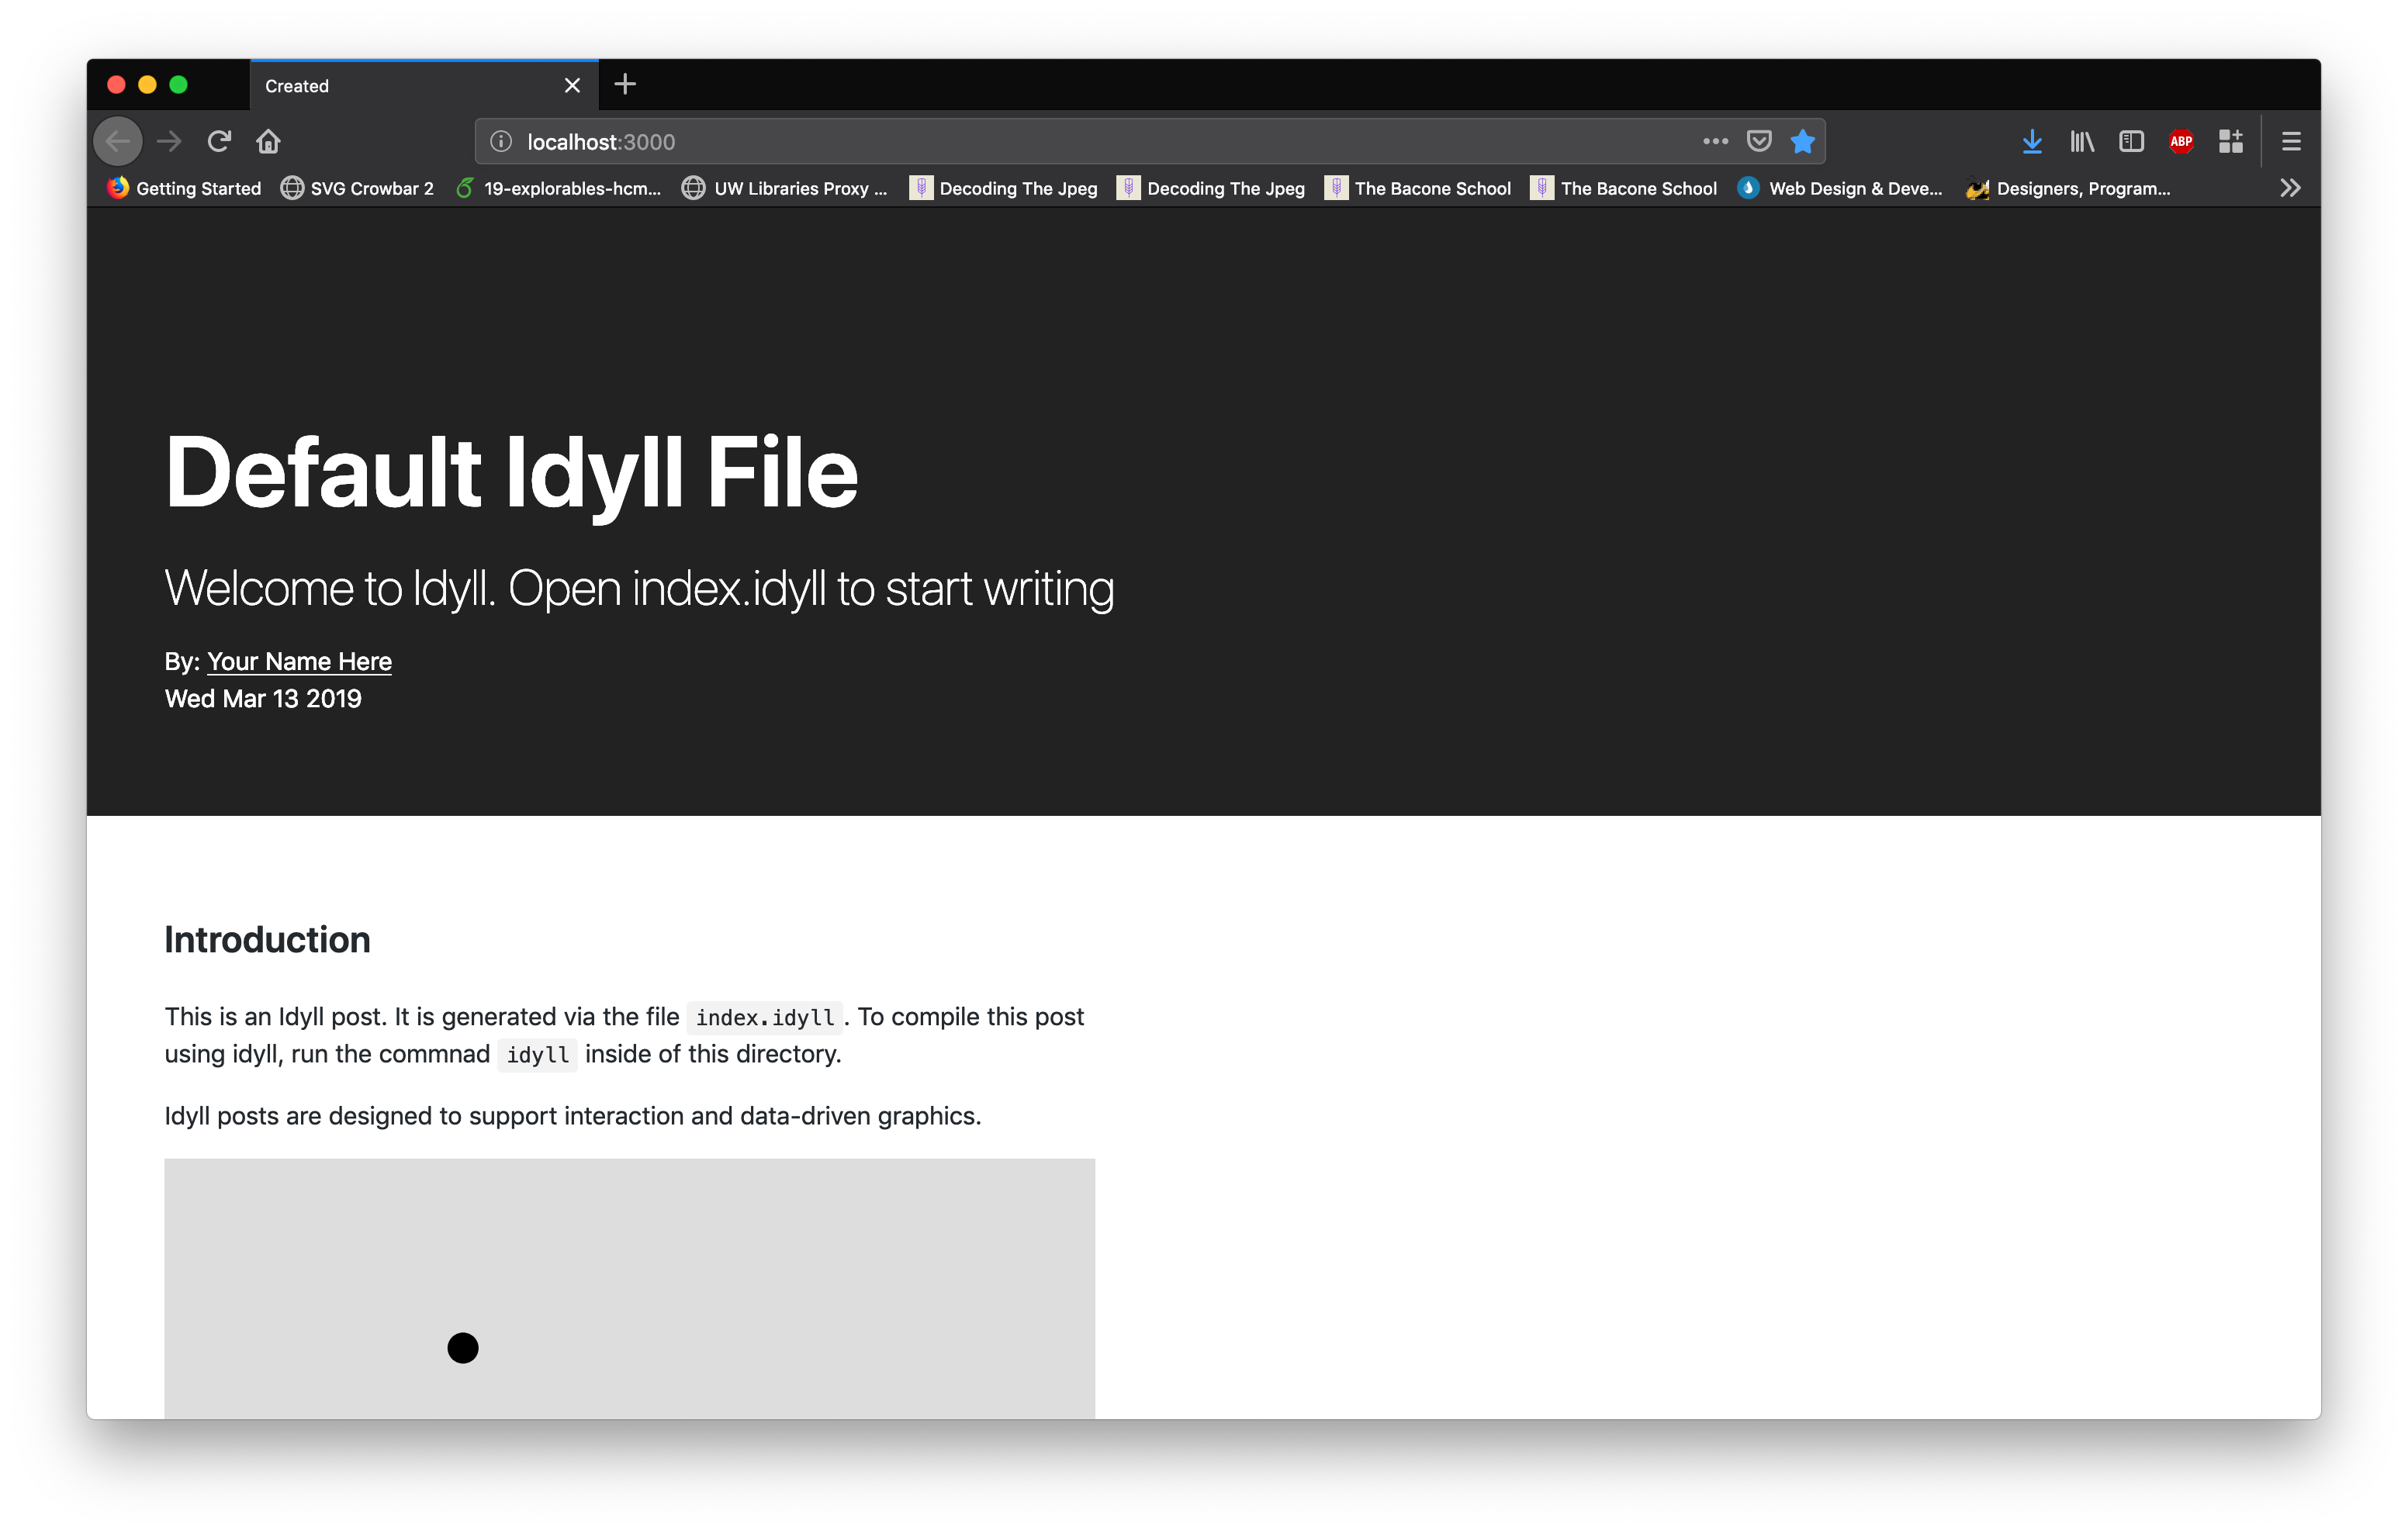 Created
localhost:3000
ABP
Getting Started SVG Crowbar 2 19-explorables-hcm... UW Libraries Proxy ... Decoding The Jpeg Decoding The Jpeg The Bacone School The Bacone School Web Design & Deve... Designers, Program...
Default Idyll File
Welcome to Idyll. Open index.idyll to start writing
By: Your Name Here
Wed Mar 13 2019
Introduction
This is an Idyll post. It is generated via the file index.idyll. To compile this post
using idyll, run the commnad idyll inside of this directory.
Idyll posts are designed to support interaction and data-driven graphics.